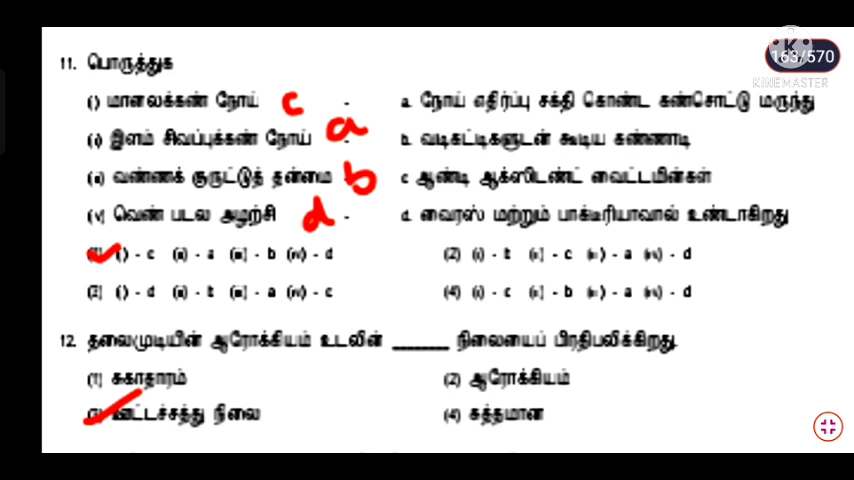 163/570
KINEMASTER
11. பொருத்துக
(i) மாலைக்கண் நோய் c - a. நோய் எதிர்ப்பு சக்தி கொண்ட கண்சொட்டு மருந்து
(ii) இளம் சிவப்புக்கண் நோய் a - b. வடிகட்டிகளுடன் கூடிய கண்ணாடி
(iii) வண்ணக் குருட்டுத் தன்மை b c ஆண்டி ஆக்ஸிடண்ட் வைட்டமின்கள்
(iv) வெண் படல அழற்சி d - d. வைரஸ் மற்றும் பாக்டீரியாவால் உண்டாகிறது
(1) (i) - c (ii) - a (iii) - b (iv) - d (2) (i) - b (ii) - c (iii) - a (iv) - d
(3) (i) - d (ii) - b (iii) - a (iv) - c (4) (i) - c (ii) - b (iii) - a (iv) - d
12. தலைமுடியின் ஆரோக்கியம் உடலின் ________ நிலையைப் பிரதிபலிக்கிறது.
(1) சுகாதாரம் (2) ஆரோக்கியம்
(3) ஊட்டச்சத்து நிலை (4) சுத்தமான